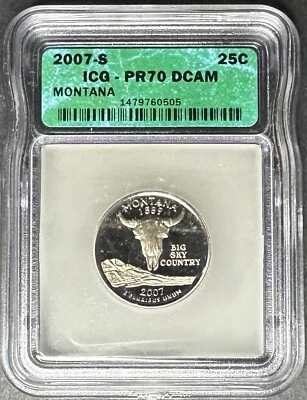 2007-S 25C
ICG - PR70 DCAM
MONTANA
1479760505
MONTANA
1889
BIG
SKY
COUNTRY
2007
E PLURIBUS UNUM